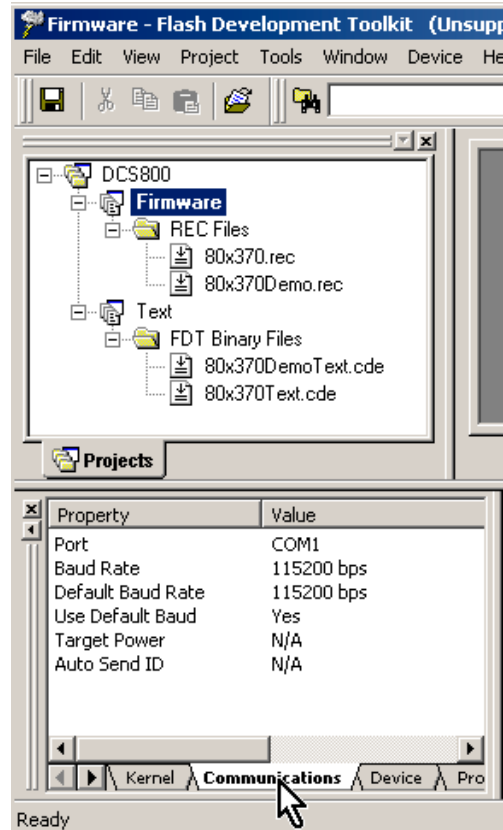 Firmware - Flash Development Toolkit (Unsupp
File Edit View Project Tools Window Device He
DCS800
Firmware
REC Files
80x370.rec
80x370Demo.rec
Text
FDT Binary Files
80x370DemoText.cde
80x370Text.cde
Projects
Property Value
Port COM1
Baud Rate 115200 bps
Default Baud Rate 115200 bps
Use Default Baud Yes
Target Power N/A
Auto Send ID N/A
Kernel Communications Device Pro
Ready